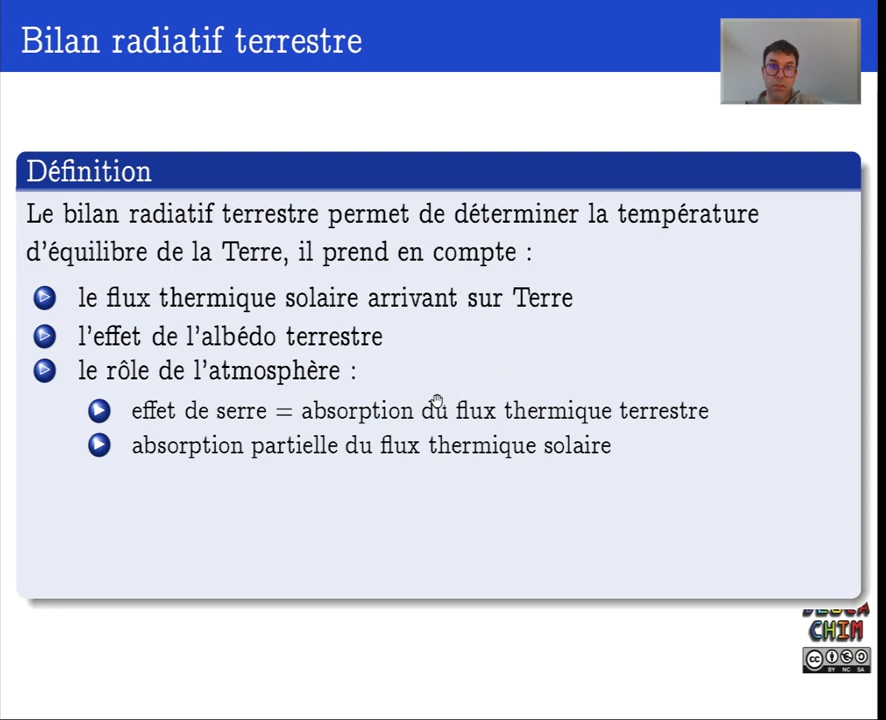 Bilan radiatif terrestre
Définition
Le bilan radiatif terrestre permet de déterminer la température
d'équilibre de la Terre, il prend en compte :
le flux thermique solaire arrivant sur Terre
l'effet de l'albédo terrestre
le rôle de l'atmosphère :
effet de serre = absorption du flux thermique terrestre
absorption partielle du flux thermique solaire
CHIM
CC
BY NC SA